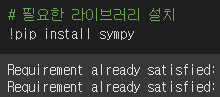 # 필요한 라이브러리 설치
!pip install sympy
Requirement already satisfied:
Requirement already satisfied: